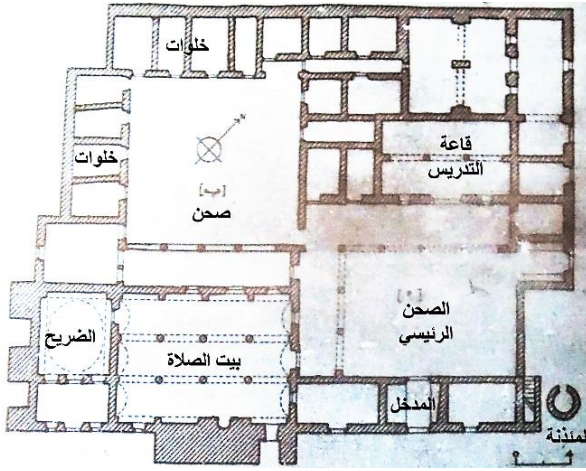 خلوات
قاعة
التدريس
خلوات
N
[ب]
صحن
الصحن
الرئيسي
الضريح
بيت الصلاة
المدخل
المئذنة